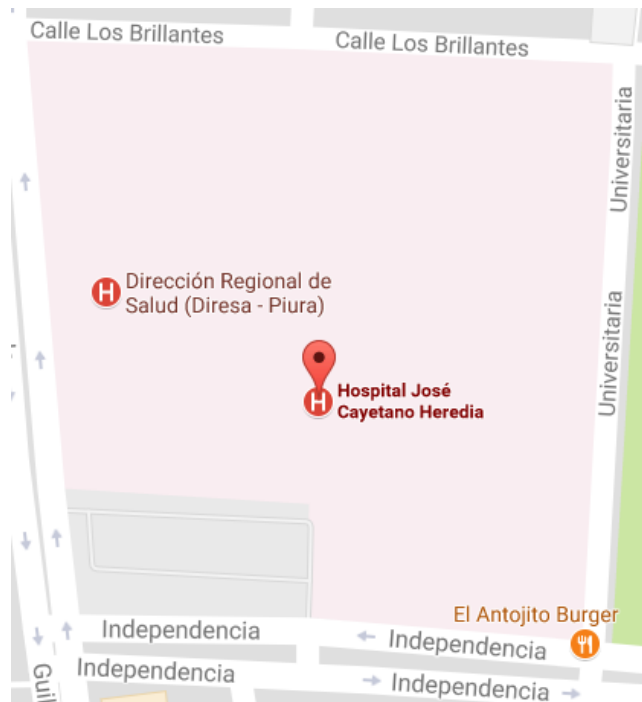 Calle Los Brillantes
Calle Los Brillantes
Universitaria
Dirección Regional de
Salud (Diresa - Piura)
H
Universitaria
Hospital José
Cayetano Heredia
H
El Antojito Burger
Independencia
Independencia
Independencia
Independencia
Guil